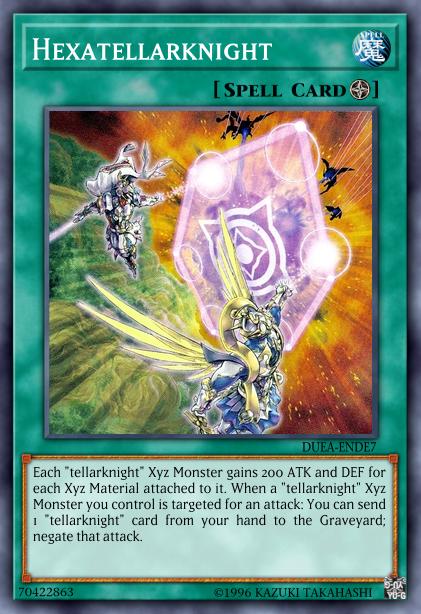 HEXATELLARKNIGHT
SPELL
魔
[SPELL CARD]
DUEA-ENDE7
Each "tellarknight" Xyz Monster gains 200 ATK and DEF for
each Xyz Material attached to it. When a "tellarknight" Xyz
Monster you control is targeted for an attack: You can send
1 "tellarknight" card from your hand to the Graveyard;
negate that attack.
70422863
©1996 KAZUKI TAKAHASHI